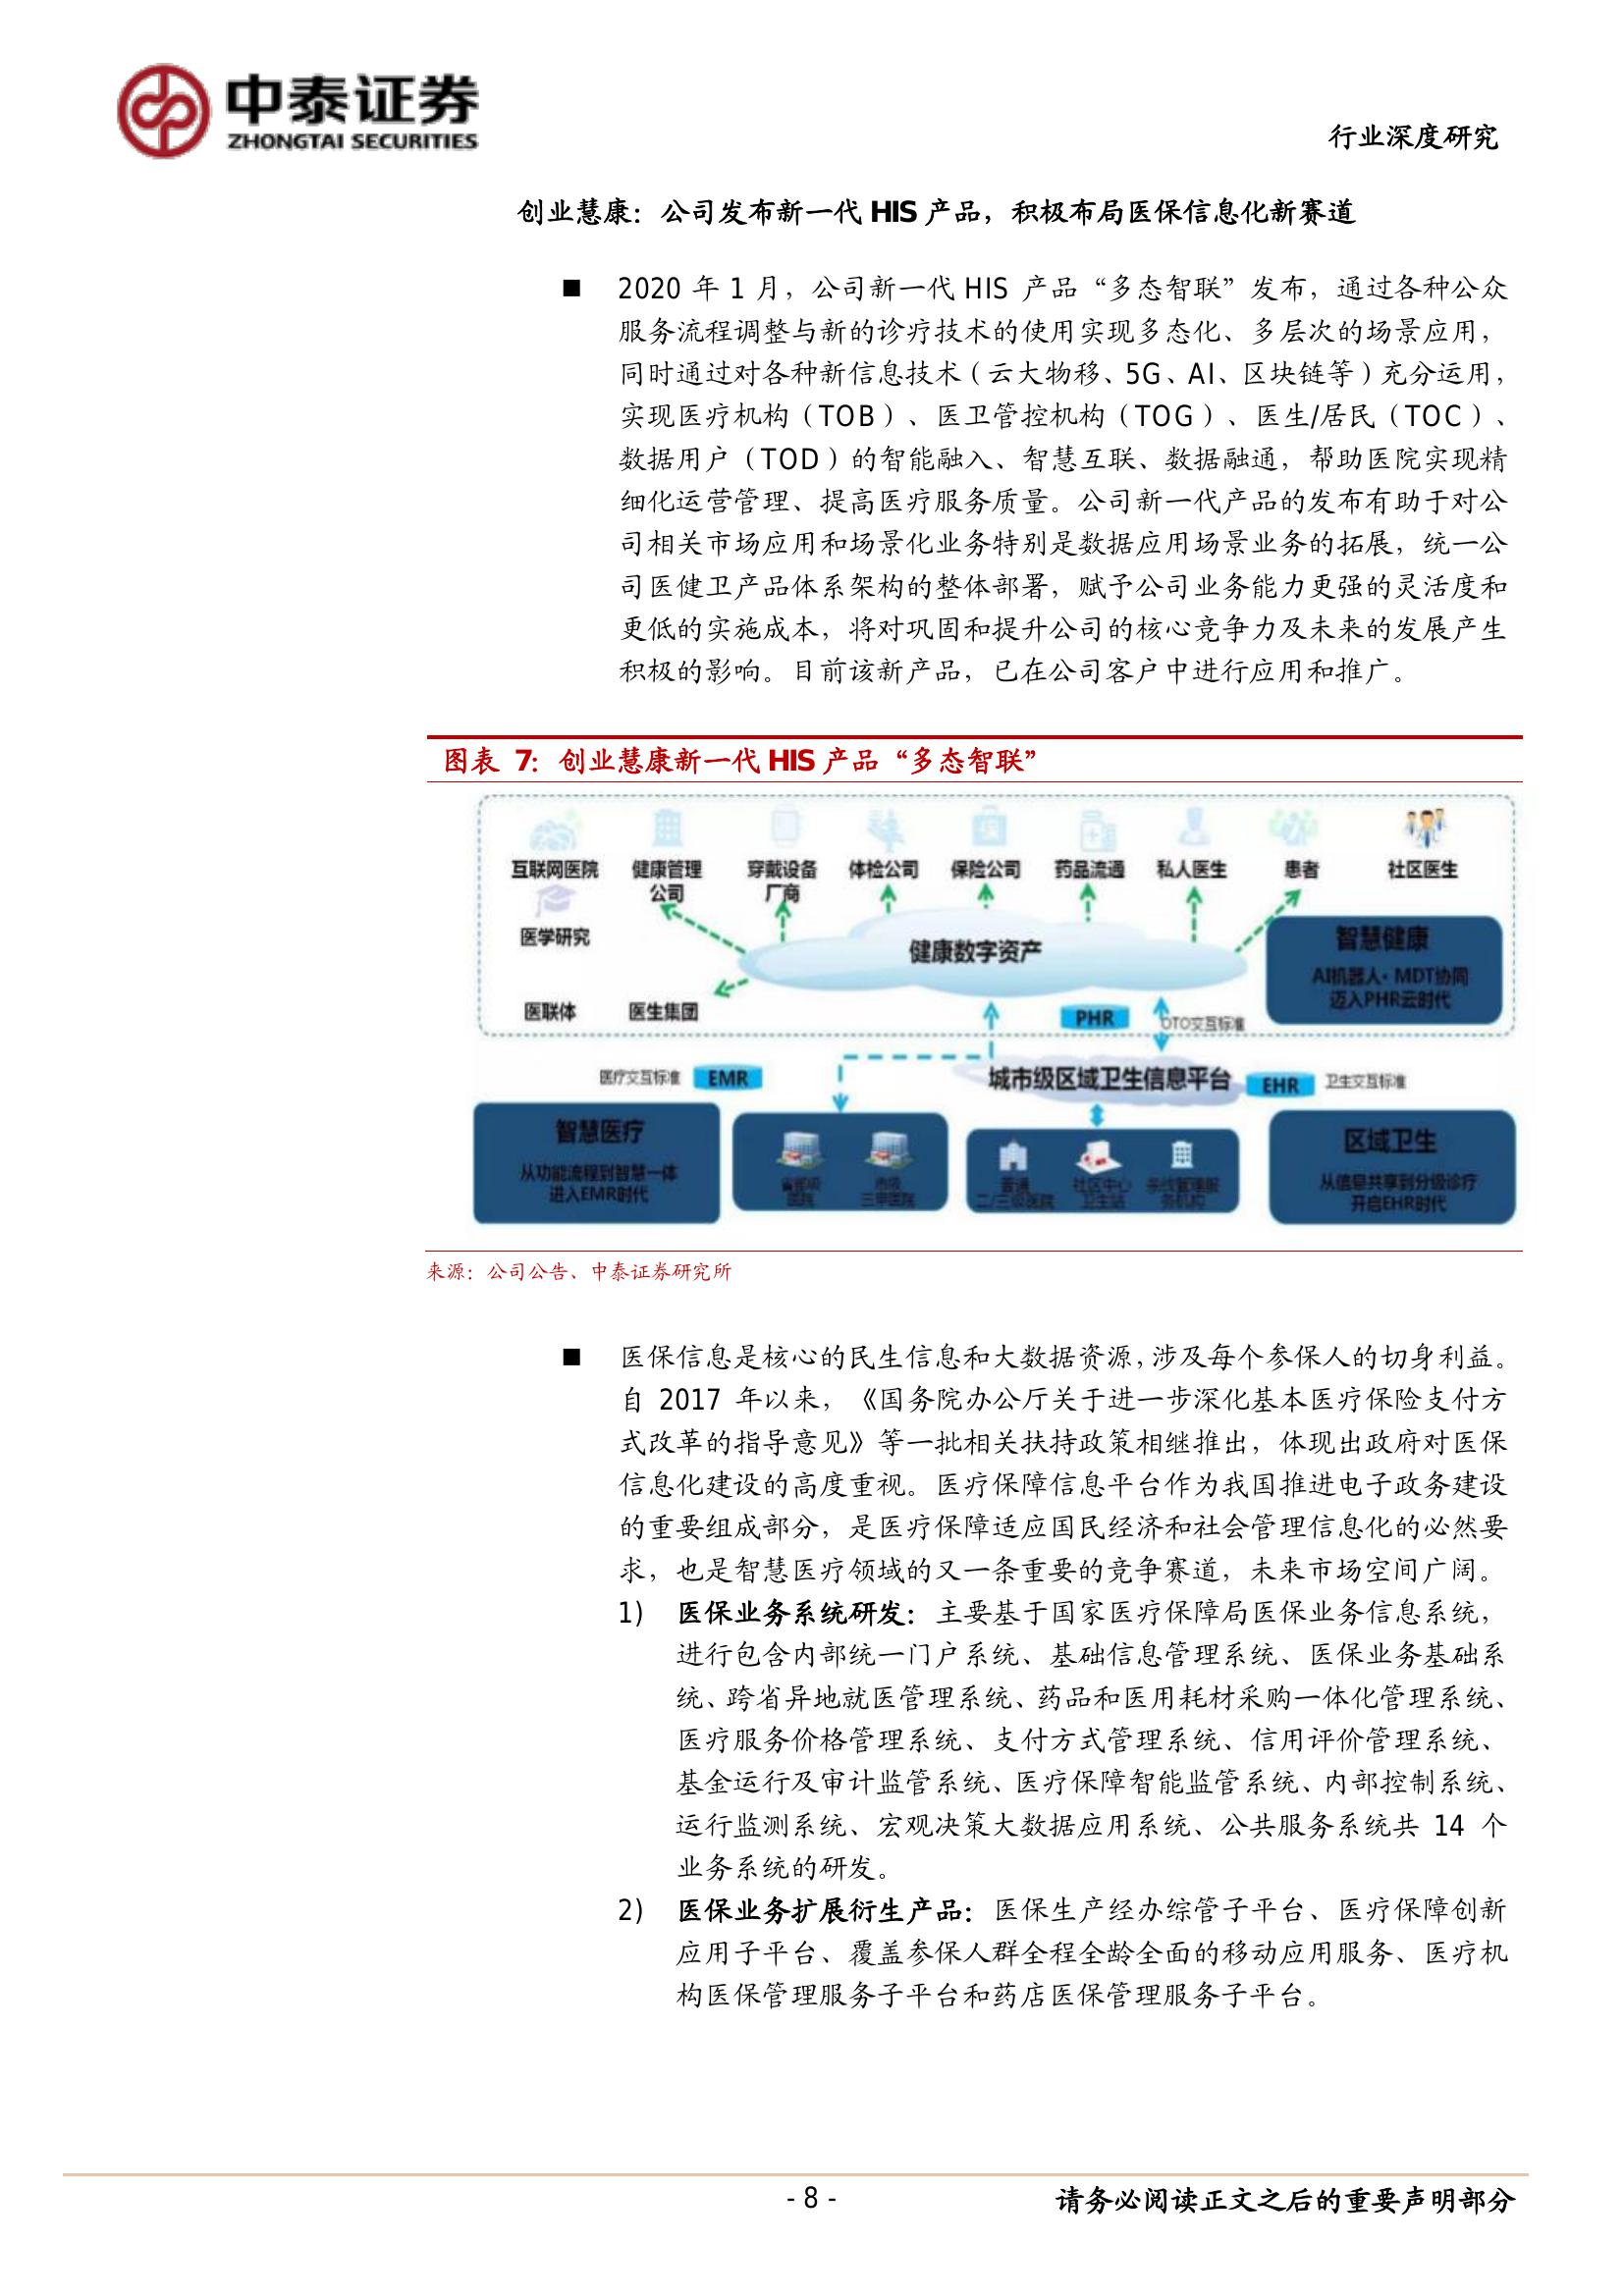 中泰证券
ZHONGTAI SECURITIES
行业深度研究
创业慧康：公司发布新一代 HIS 产品，积极布局医保信息化新赛道
■ 2020 年 1 月，公司新一代 HIS 产品“多态智联”发布，通过各种公众
服务流程调整与新的诊疗技术的使用实现多态化、多层次的场景应用，
同时通过对各种新信息技术（云大物移、5G、AI、区块链等）充分运用，
实现医疗机构（TOB）、医卫管控机构（TOG）、医生/居民（TOC）、
数据用户（TOD）的智能融入、智慧互联、数据融通，帮助医院实现精
细化运营管理、提高医疗服务质量。公司新一代产品的发布有助于对公
司相关市场应用和场景化业务特别是数据应用场景业务的拓展，统一公
司医健卫产品体系架构的整体部署，赋予公司业务能力更强的灵活度和
更低的实施成本，将对巩固和提升公司的核心竞争力及未来的发展产生
积极的影响。目前该新产品，已在公司客户中进行应用和推广。
图表 7：创业慧康新一代 HIS 产品“多态智联”
互联网医院 健康管理 穿戴设备 体检公司 保险公司 药品流通 私人医生 患者 社区医生
公司 厂商
医学研究 健康数字资产 智慧健康
AI机器人·MDT协同
迈入PHR云时代
医联体 医生集团 PHR OTO交互标准
医疗交互标准 EMR 城市级区域卫生信息平台 EHR 卫生交互标准
智慧医疗
从功能流程到智慧一体
进入EMR时代
省部级
医院
市级
三甲医院
普通
二/三级医院
社区中心
卫生站
区域卫生
从信息共享到分级诊疗
开启EHR时代
来源：公司公告、中泰证券研究所
■ 医保信息是核心的民生信息和大数据资源，涉及每个参保人的切身利益。
自 2017 年以来，《国务院办公厅关于进一步深化基本医疗保险支付方
式改革的指导意见》等一批相关扶持政策相继推出，体现出政府对医保
信息化建设的高度重视。医疗保障信息平台作为我国推进电子政务建设
的重要组成部分，是医疗保障适应国民经济和社会管理信息化的必然要
求，也是智慧医疗领域的又一条重要的竞争赛道，未来市场空间广阔。
1) 医保业务系统研发：主要基于国家医疗保障局医保业务信息系统，
进行包含内部统一门户系统、基础信息管理系统、医保业务基础系
统、跨省异地就医管理系统、药品和医用耗材采购一体化管理系统、
医疗服务价格管理系统、支付方式管理系统、信用评价管理系统、
基金运行及审计监管系统、医疗保障智能监管系统、内部控制系统、
运行监测系统、宏观决策大数据应用系统、公共服务系统共 14 个
业务系统的研发。
2) 医保业务扩展衍生产品：医保生产经办综管子平台、医疗保障创新
应用子平台、覆盖参保人群全程全龄全面的移动应用服务、医疗机
构医保管理服务子平台和药店医保管理服务子平台。
- 8 -
请务必阅读正文之后的重要声明部分